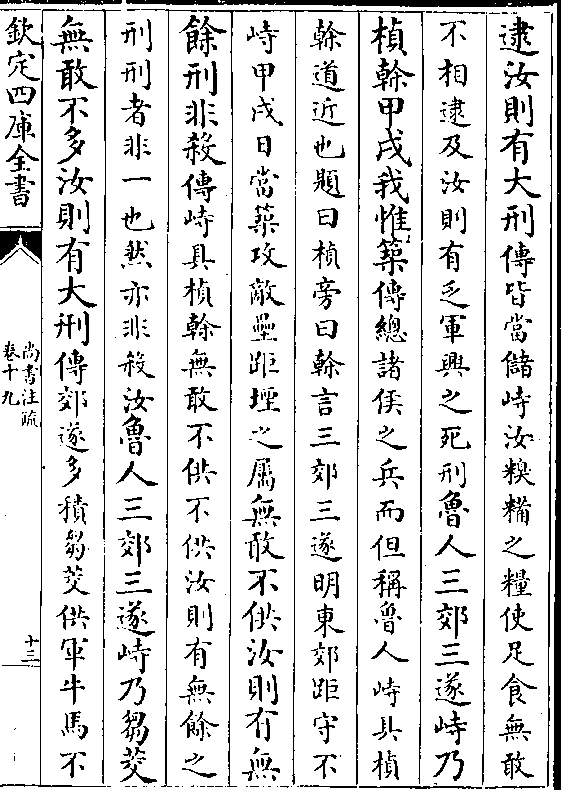 逮汝則有大刑傳皆當儲峙汝糗糒之糧使足食無敢
不相逮及汝則有乏軍興之死刑魯人三郊三遂峙乃
楨榦甲戌我惟築傳總諸侯之兵而但稱魯人峙具楨
榦道近也題曰楨旁曰榦言三郊三遂明東郊距守不
峙甲戌日當築攻敵壘距堙之屬無敢不供汝則有無
餘刑非殺傳峙具楨榦無敢不供不供汝則有無餘之
刑刑者非一也然亦非殺汝魯人三郊三遂峙乃芻茭
無敢不多汝則有大刑傳郊遂多積芻茭供軍牛馬不
欽定四庫全書
尚書注疏
卷十九
十三